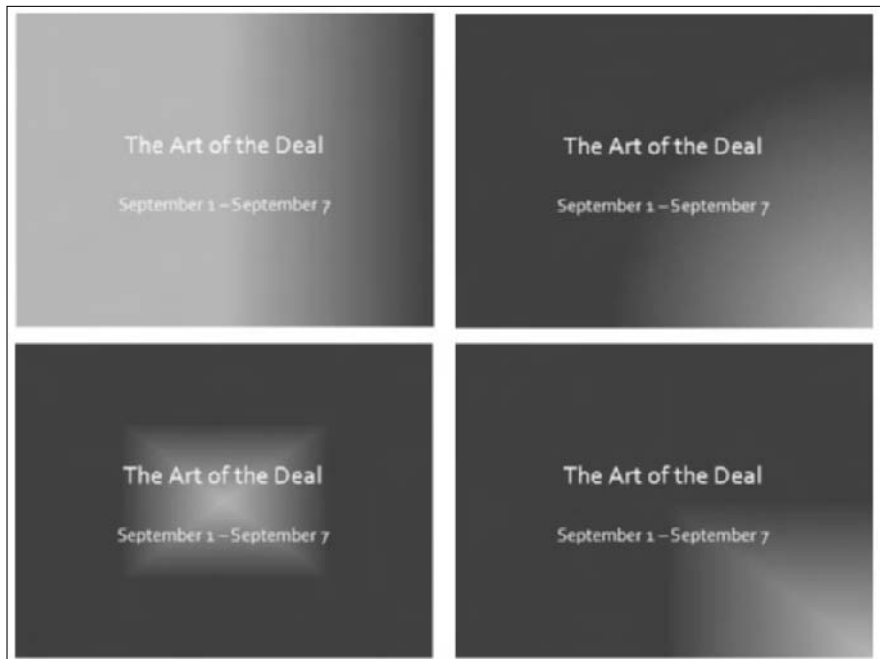 The Art of the Deal
September 1 – September 7
The Art of the Deal
September 1 – September 7
The Art of the Deal
September 1 – September 7
The Art of the Deal
September 1 – September 7